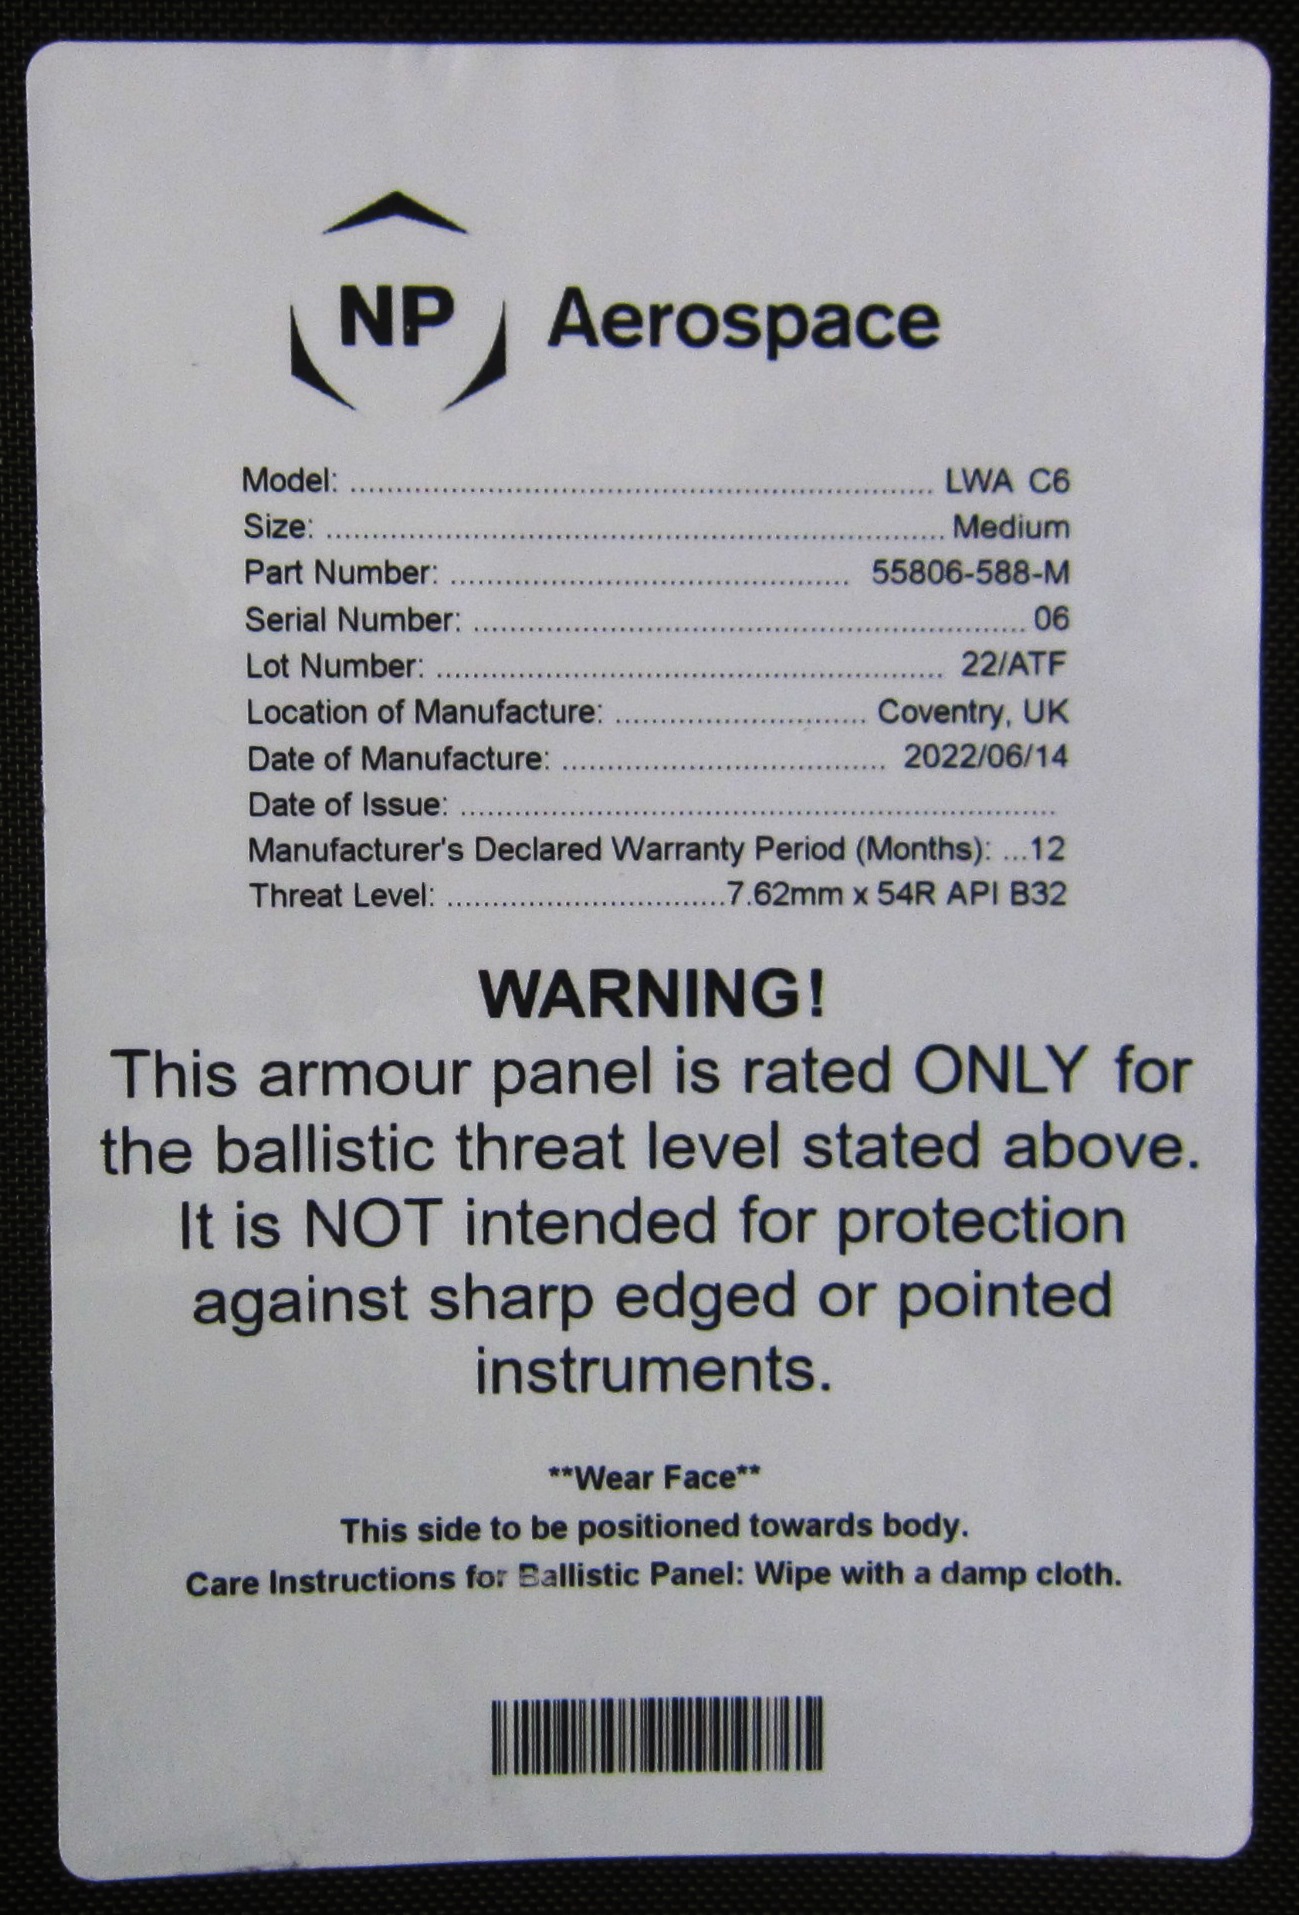 NP Aerospace
Model: ................................................................ LWA C6
Size: ................................................................... Medium
Part Number: ........................................... 55806-588-M
Serial Number: ............................................................ 06
Lot Number: ....................................................... 22/ATF
Location of Manufacture: ........................... Coventry, UK
Date of Manufacture: ................................... 2022/06/14
Date of Issue: .................................................................
Manufacturer's Declared Warranty Period (Months): ...12
Threat Level: ..............................7.62mm x 54R API B32
WARNING!
This armour panel is rated ONLY for
the ballistic threat level stated above.
It is NOT intended for protection
against sharp edged or pointed
instruments.
**Wear Face**
This side to be positioned towards body.
Care Instructions for Ballistic Panel: Wipe with a damp cloth.